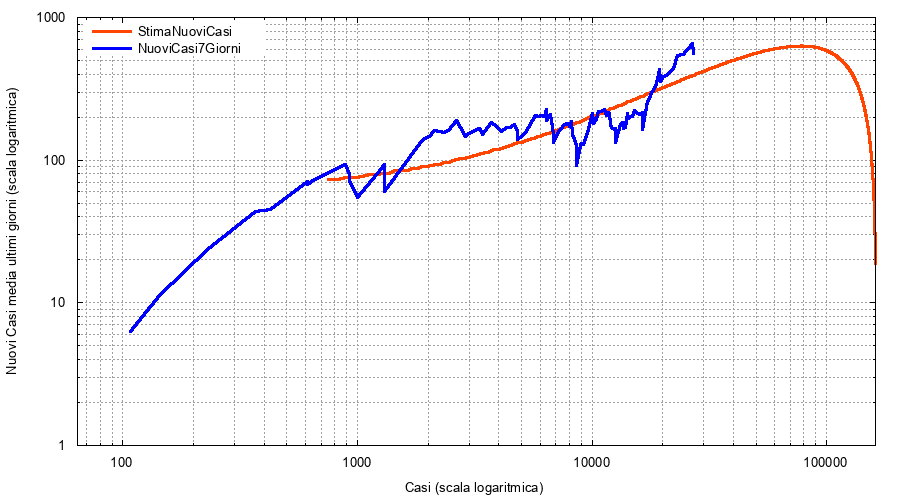 1000
StimaNuoviCasi
NuoviCasi7Giorni
100
10
1
Nuovi Casi media ultimi giorni (scala logaritmica)
100 1000 10000 100000
Casi (scala logaritmica)